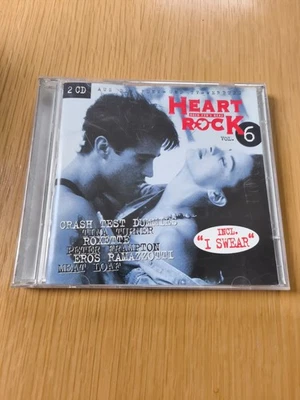 2 CD
HEART
ROCK
VOL.
6
CRASH TEST DUMMIES
TINA TURNER
ROXETTE
PETER FRAMPTON
EROS RAMAZZOTTI
MEAT LOAF
INCL.
"I SWEAR"